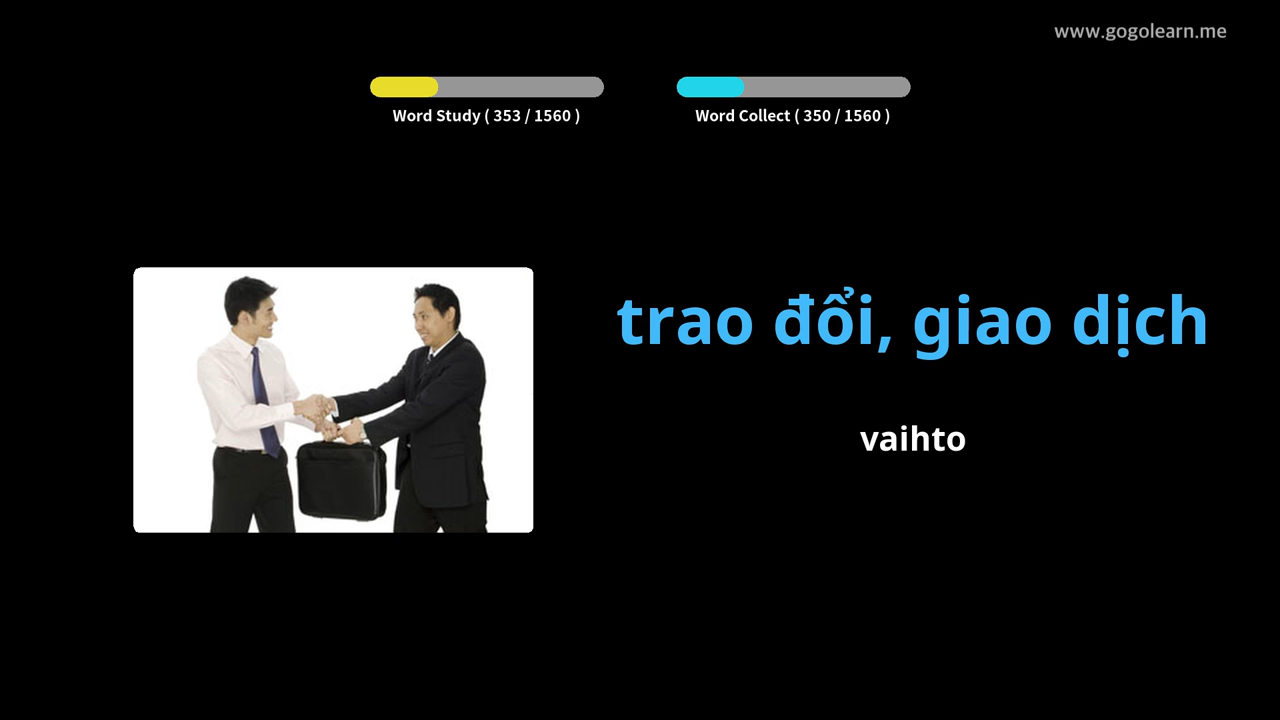 www.gogolearn.me
Word Study ( 353 / 1560 )
Word Collect ( 350 / 1560 )
trao đổi, giao dịch
vaihto